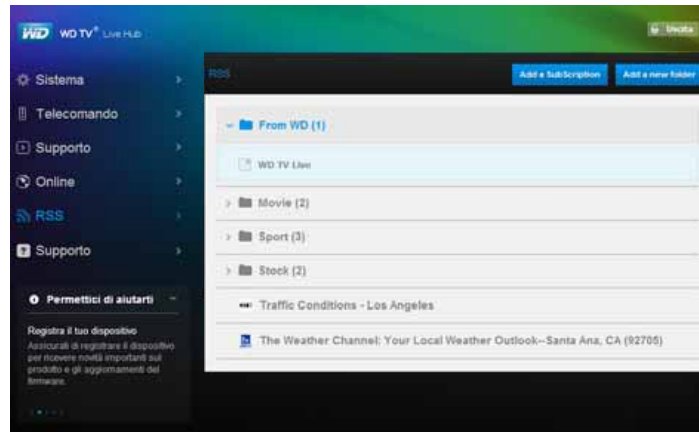 WD WD TV® Live Hub
Uscita
Sistema
Telecomando
Supporto
Online
RSS
Supporto
Permettici di aiutarti
Registra il tuo dispositivo
Assicurati di registrare il dispositivo
per ricevere novità importanti sul
prodotto e gli aggiornamenti del
firmware.
RSS
Add a SubScription
Add a new folder
From WD (1)
WD TV Live
Movie (2)
Sport (3)
Stock (2)
Traffic Conditions - Los Angeles
The Weather Channel: Your Local Weather Outlook--Santa Ana, CA (92705)